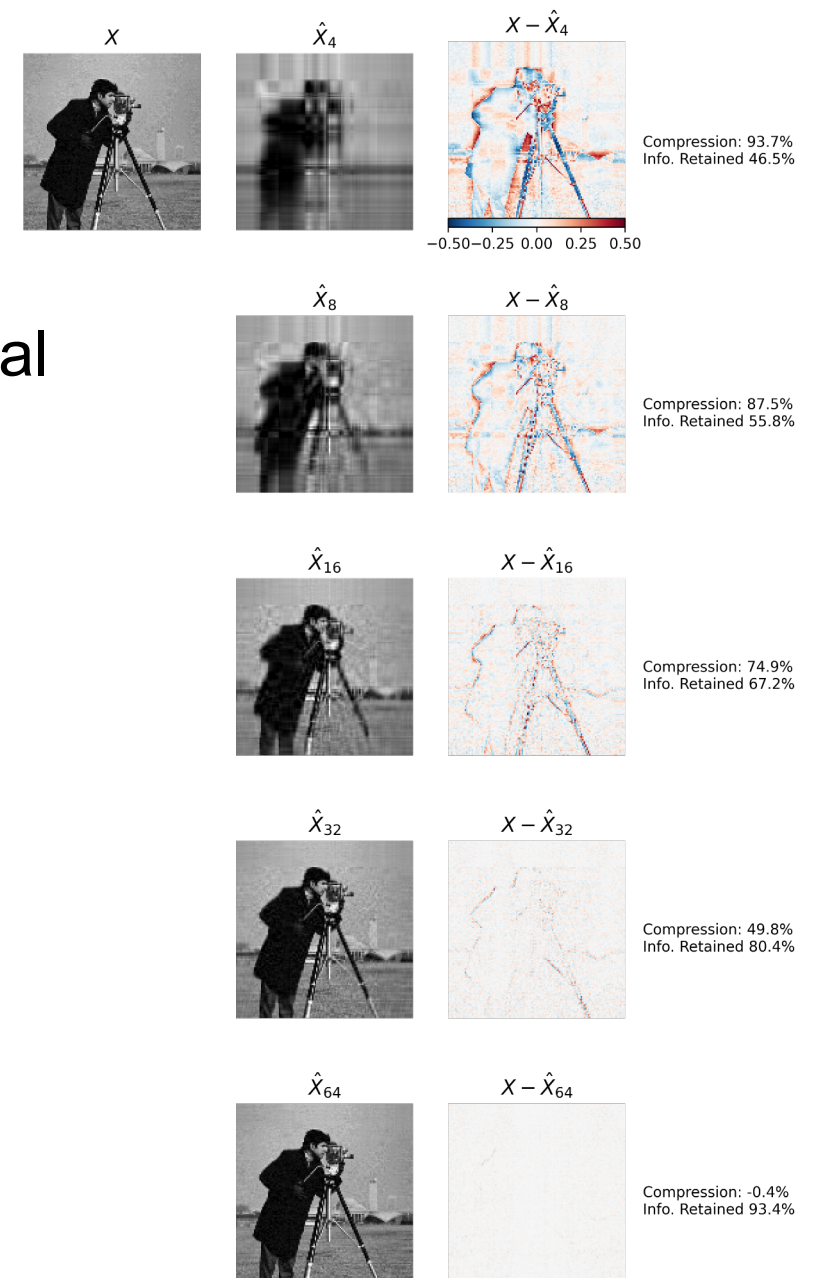 X
X̂₄
X − X̂₄
Compression: 93.7%
Info. Retained 46.5%
−0.50 −0.25 0.00 0.25 0.50
X̂₈
X − X̂₈
al
Compression: 87.5%
Info. Retained 55.8%
X̂₁₆
X − X̂₁₆
Compression: 74.9%
Info. Retained 67.2%
X̂₃₂
X − X̂₃₂
Compression: 49.8%
Info. Retained 80.4%
X̂₆₄
X − X̂₆₄
Compression: -0.4%
Info. Retained 93.4%